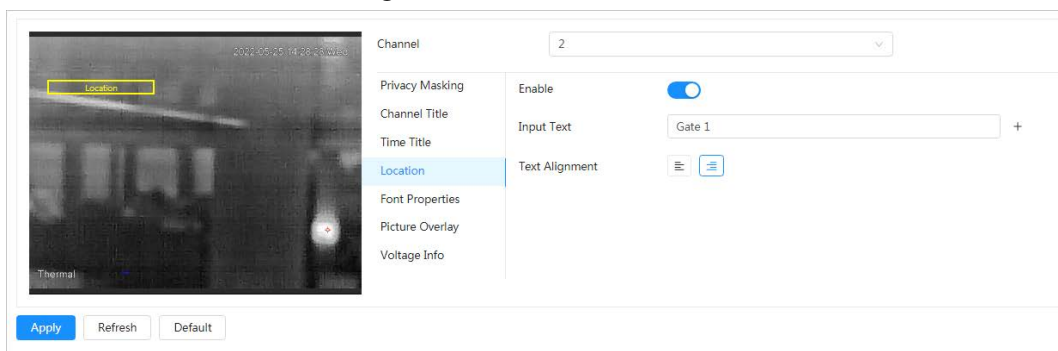 2022-05-25 14:28:28 Wed
Location
Thermal
Channel
2
Privacy Masking
Channel Title
Time Title
Location
Font Properties
Picture Overlay
Voltage Info
Enable
Input Text
Gate 1
+
Text Alignment
Apply
Refresh
Default